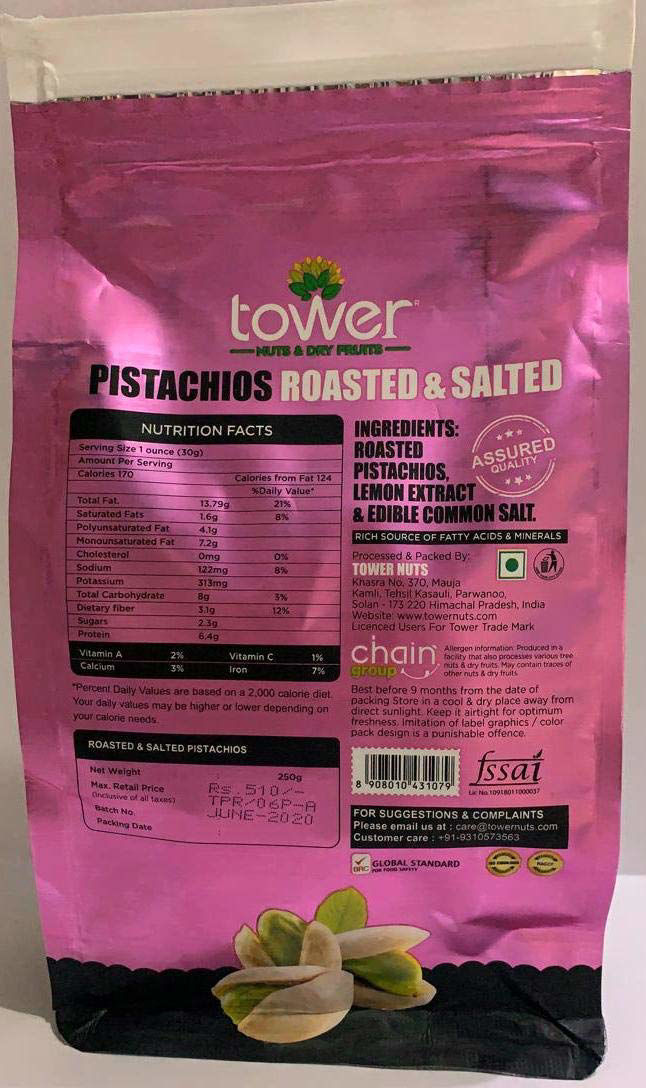 tower®
NUTS & DRY FRUITS
PISTACHIOS ROASTED & SALTED
NUTRITION FACTS
Serving Size 1 ounce (30g)
Amount Per Serving
Calories 170 Calories from Fat 124
%Daily Value*
Total Fat. 13.79g 21%
Saturated Fats 1.6g 8%
Polyunsaturated Fat 4.1g
Monounsaturated Fat 7.2g
Cholesterol 0mg 0%
Sodium 122mg 8%
Potassium 313mg
Total Carbohydrate 8g 3%
Dietary fiber 3.1g 12%
Sugars 2.3g
Protein 6.4g
Vitamin A 2% Vitamin C 1%
Calcium 3% Iron 7%
*Percent Daily Values are based on a 2,000 calorie diet.
Your daily values may be higher or lower depending on
your calorie needs.
ROASTED & SALTED PISTACHIOS
Net Weight : 250g
Max. Retail Price Rs. 510/-
(Inclusive of all taxes)
Batch No. TPR/06P-A
Packing Date : JUNE-2020
INGREDIENTS:
ROASTED
PISTACHIOS,
LEMON EXTRACT
& EDIBLE COMMON SALT.
ASSURED
QUALITY
RICH SOURCE OF FATTY ACIDS & MINERALS
Processed & Packed By:
TOWER NUTS
Khasra No. 370, Mauja
Kamli, Tehsil Kasauli, Parwanoo,
Solan - 173 220 Himachal Pradesh, India
Website: www.towernuts.com
Licenced Users For Tower Trade Mark
chain
group
Allergen information: Produced in a
facility that also processes various tree
nuts & dry fruits. May contain traces of
other nuts & dry fruits.
Best before 9 months from the date of
packing Store in a cool & dry place away from
direct sunlight. Keep it airtight for optimum
freshness. Imitation of label graphics / color
pack design is a punishable offence.
8 908010 431079
fssai
Lic No.10918011000037
FOR SUGGESTIONS & COMPLAINTS
Please email us at : care@towernuts.com
Customer care : +91-9310573563
BRC GLOBAL STANDARD
FOR FOOD SAFETY
HACCP